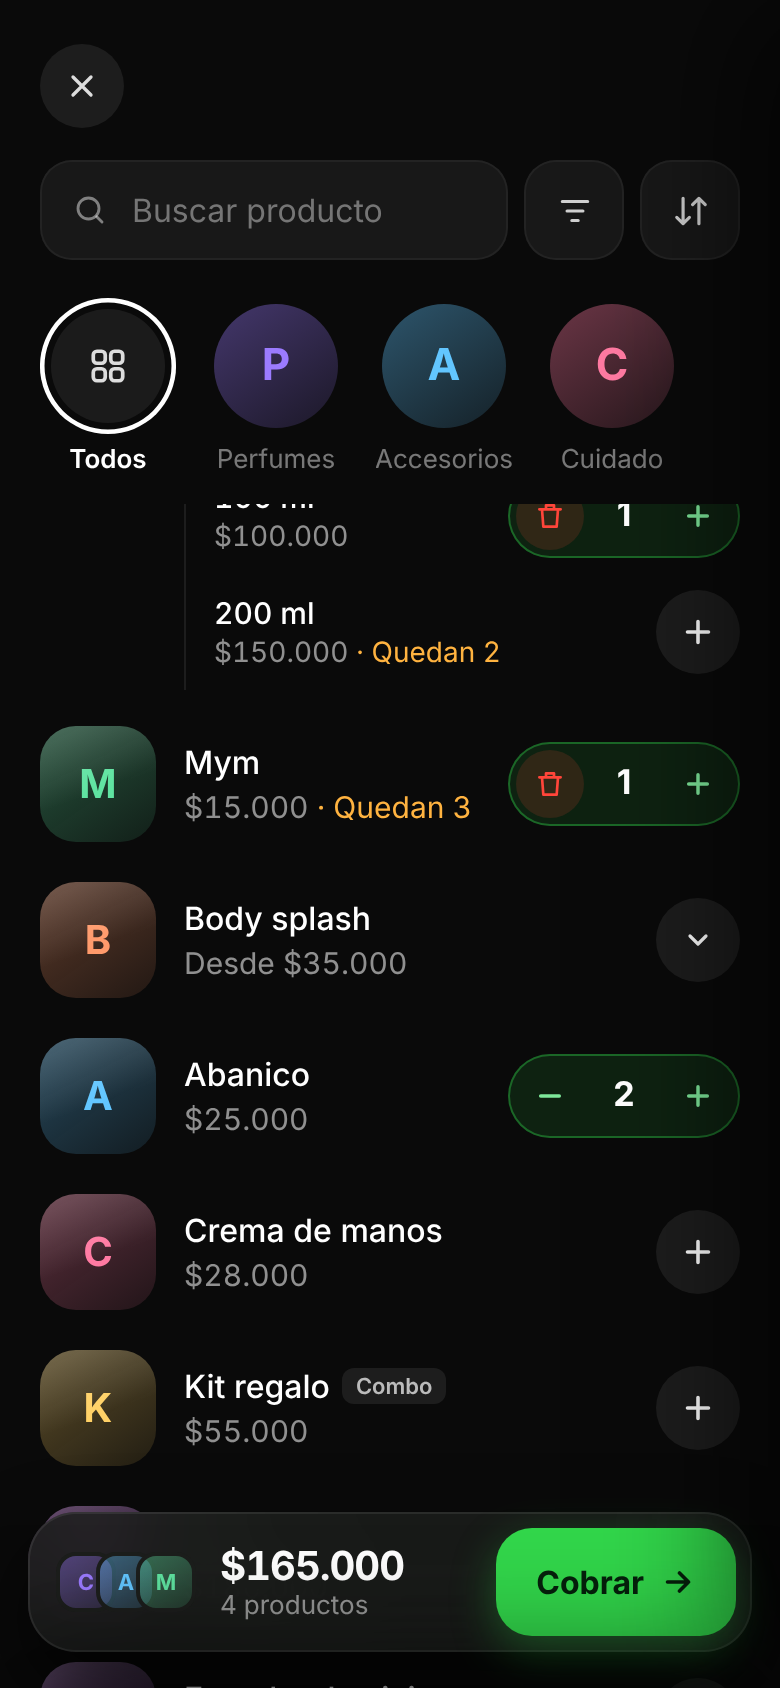 Buscar producto
P
A
C
Todos
Perfumes
Accesorios
Cuidado
100 ml
$100.000
1
200 ml
$150.000 · Quedan 2
M
Mym
$15.000 · Quedan 3
1
B
Body splash
Desde $35.000
A
Abanico
$25.000
2
C
Crema de manos
$28.000
K
Kit regalo Combo
$55.000
C A M
$165.000
4 productos
Cobrar